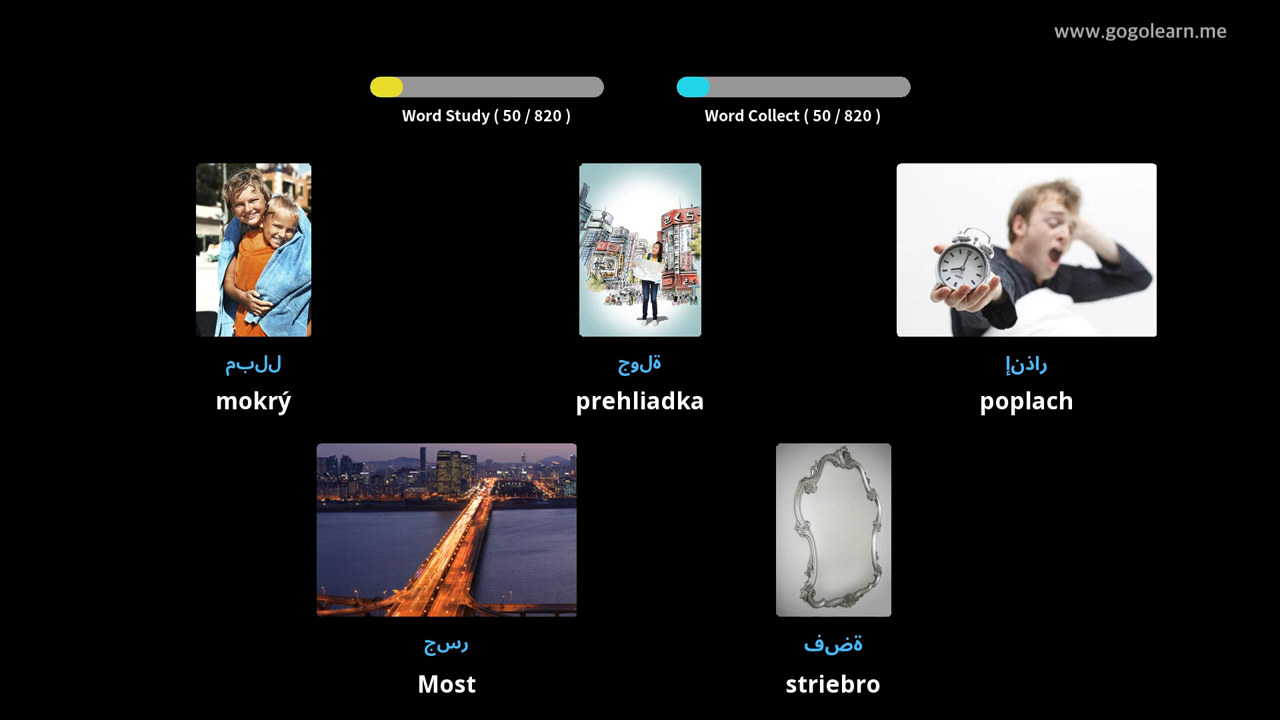 www.gogolearn.me
Word Study ( 50 / 820 )
Word Collect ( 50 / 820 )
مبلل
جولة
إنذار
mokrý
prehliadka
poplach
جسر
فضة
Most
striebro